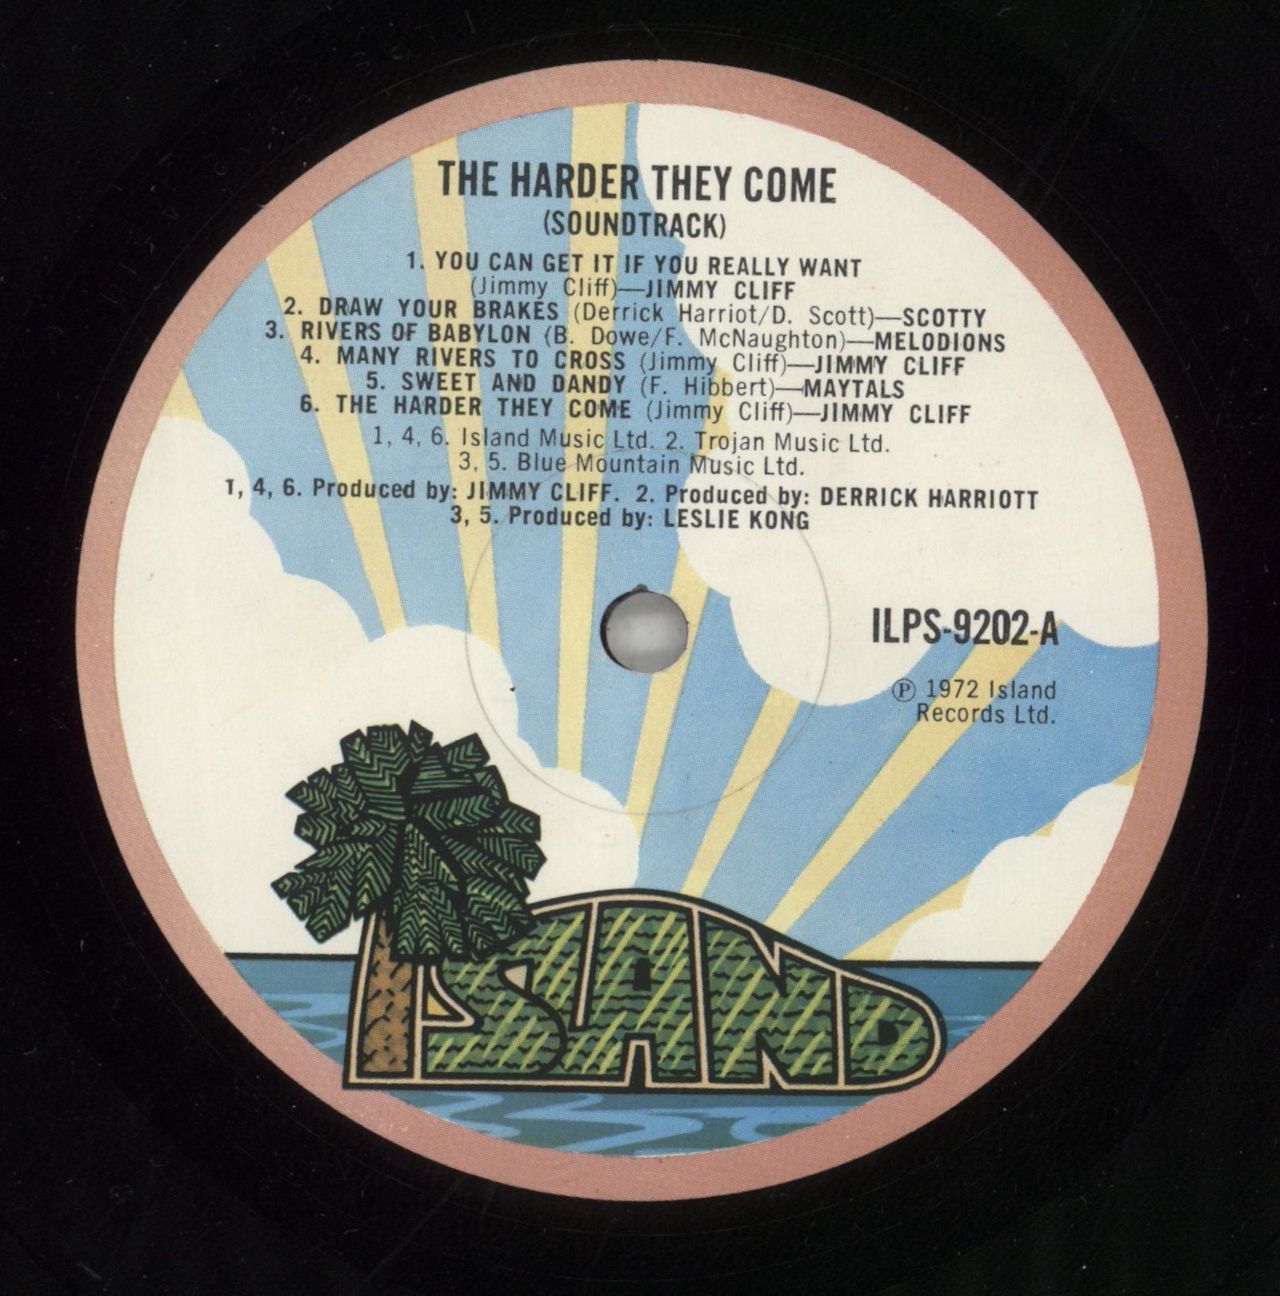 THE HARDER THEY COME
(SOUNDTRACK)
1. YOU CAN GET IT IF YOU REALLY WANT
(Jimmy Cliff)—JIMMY CLIFF
2. DRAW YOUR BRAKES (Derrick Harriot/D. Scott)—SCOTTY
3. RIVERS OF BABYLON (B. Dowe/F. McNaughton)—MELODIONS
4. MANY RIVERS TO CROSS (Jimmy Cliff)—JIMMY CLIFF
5. SWEET AND DANDY (F. Hibbert)—MAYTALS
6. THE HARDER THEY COME (Jimmy Cliff)—JIMMY CLIFF
1, 4, 6. Island Music Ltd. 2. Trojan Music Ltd.
3, 5. Blue Mountain Music Ltd.
1, 4, 6. Produced by: JIMMY CLIFF. 2. Produced by: DERRICK HARRIOTT
3, 5. Produced by: LESLIE KONG
ILPS-9202-A
℗ 1972 Island
Records Ltd.
ISLAND